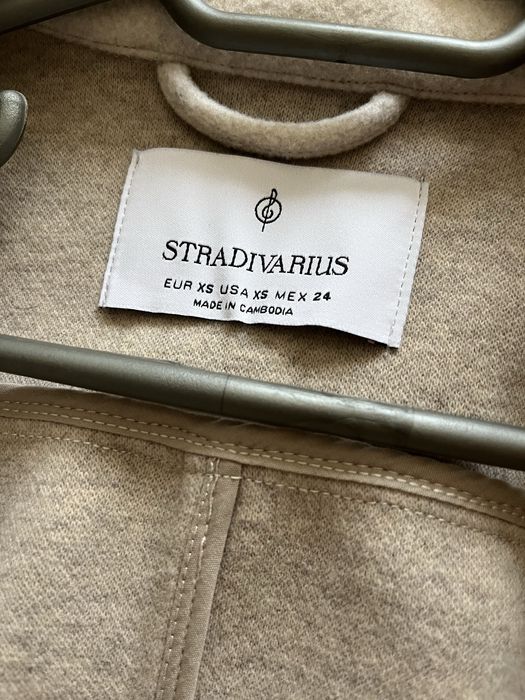 STRADIVARIUS
EUR XS USA XS MEX 24
MADE IN CAMBODIA